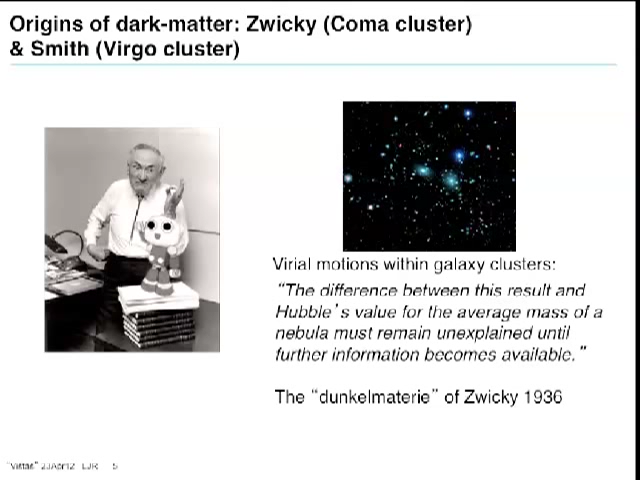 Origins of dark-matter: Zwicky (Coma cluster)
& Smith (Virgo cluster)
Virial motions within galaxy clusters:
“The difference between this result and
Hubble’s value for the average mass of a
nebula must remain unexplained until
further information becomes available.”
The “dunkelmaterie” of Zwicky 1936
5